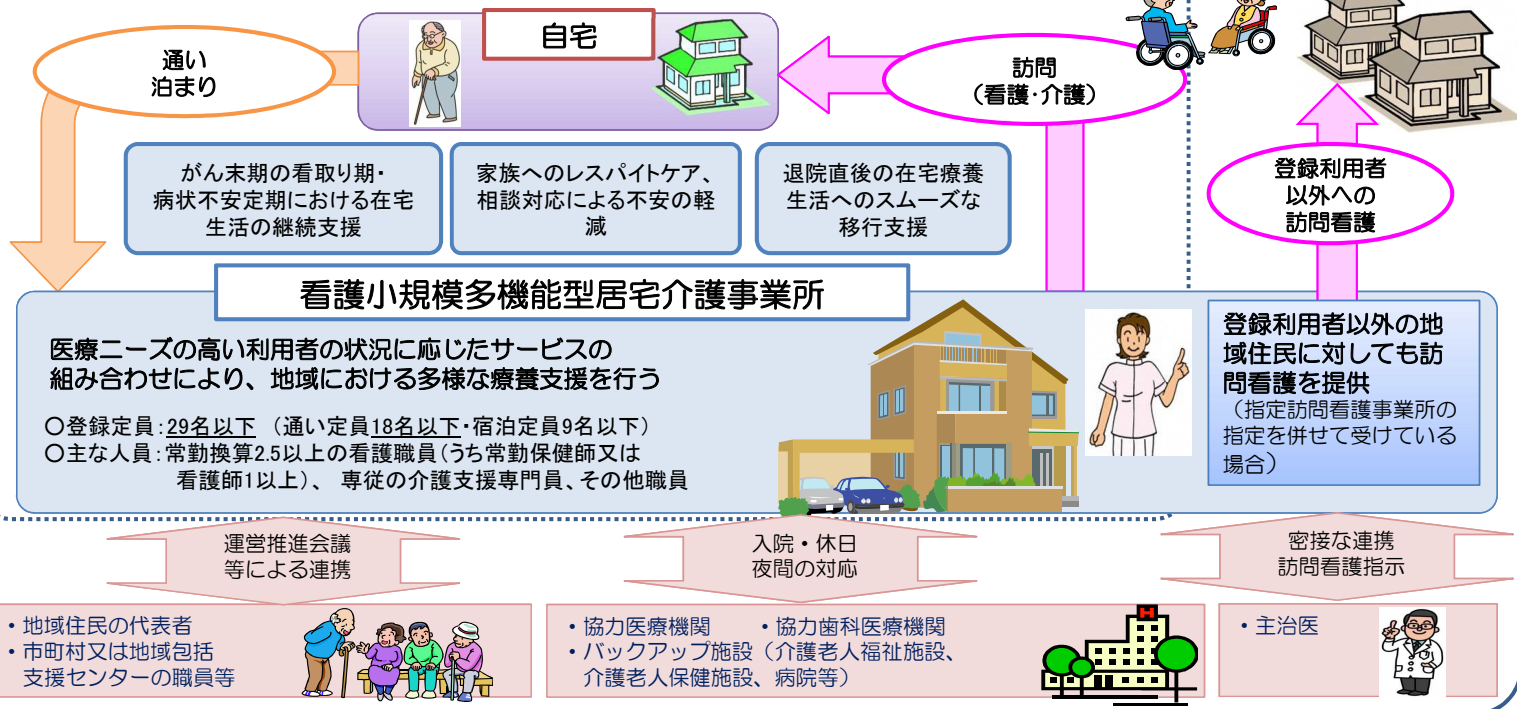 自宅
通い
泊まり
訪問
(看護・介護)
がん末期の看取り期・
病状不安定期における在宅
生活の継続支援
家族へのレスパイトケア、
相談対応による不安の軽
減
退院直後の在宅療養
生活へのスムーズな
移行支援
登録利用者
以外への
訪問看護
看護小規模多機能型居宅介護事業所
医療ニーズの高い利用者の状況に応じたサービスの
組み合わせにより、地域における多様な療養支援を行う
○登録定員:29名以下 (通い定員18名以下・宿泊定員9名以下)
○主な人員:常勤換算2.5以上の看護職員(うち常勤保健師又は
看護師1以上)、 専従の介護支援専門員、その他職員
登録利用者以外の地
域住民に対しても訪
問看護を提供
(指定訪問看護事業所の
指定を併せて受けている
場合)
運営推進会議
等による連携
入院・休日
夜間の対応
密接な連携
訪問看護指示
・地域住民の代表者
・市町村又は地域包括
支援センターの職員等
・協力医療機関 ・協力歯科医療機関
・バックアップ施設(介護老人福祉施設、
介護老人保健施設、病院等)
H
・主治医